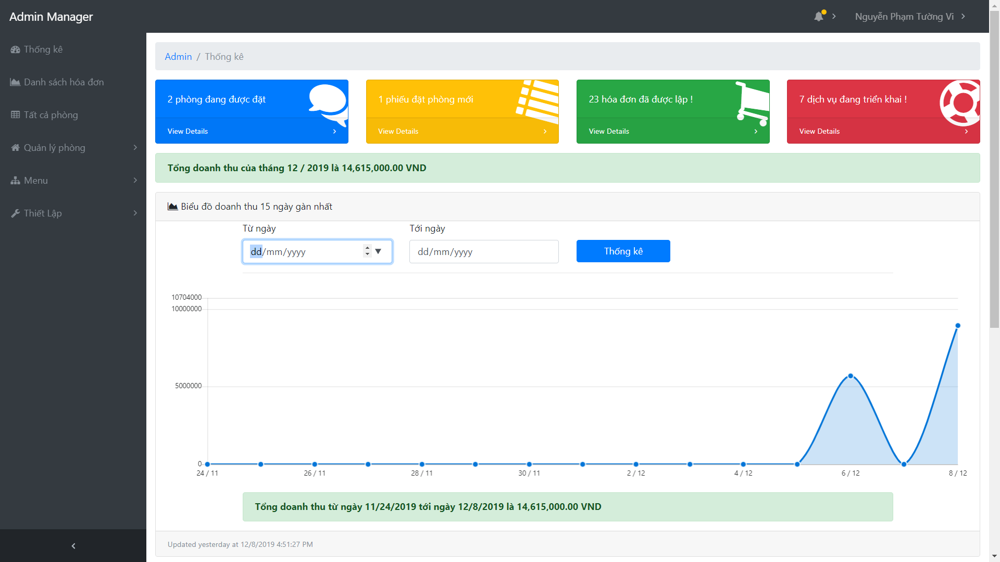 Admin Manager
Nguyễn Phạm Tường Vi
Thống kê
Danh sách hóa đơn
Tất cả phòng
Quản lý phòng
Menu
Thiết Lập
Admin / Thống kê
2 phòng đang được đặt
View Details
1 phiếu đặt phòng mới
View Details
23 hóa đơn đã được lập !
View Details
7 dịch vụ đang triển khai !
View Details
Tổng doanh thu của tháng 12 / 2019 là 14,615,000.00 VND
Biểu đồ doanh thu 15 ngày gàn nhất
Từ ngày
Tới ngày
dd/mm/yyyy
dd/mm/yyyy
Thống kê
10704000
10000000
5000000
0
24 / 11
26 / 11
28 / 11
30 / 11
2 / 12
4 / 12
6 / 12
8 / 12
Tổng doanh thu từ ngày 11/24/2019 tới ngày 12/8/2019 là 14,615,000.00 VND
Updated yesterday at 12/8/2019 4:51:27 PM